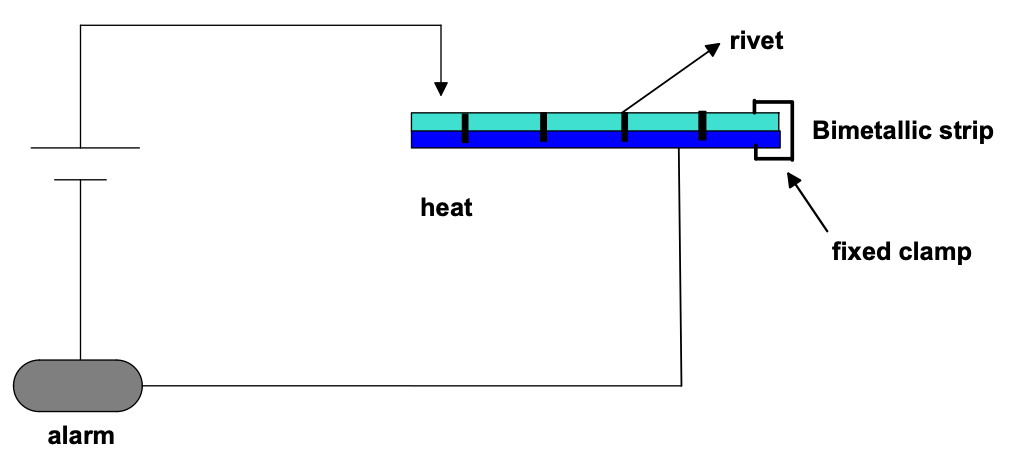 rivet
Bimetallic strip
heat
fixed clamp
alarm